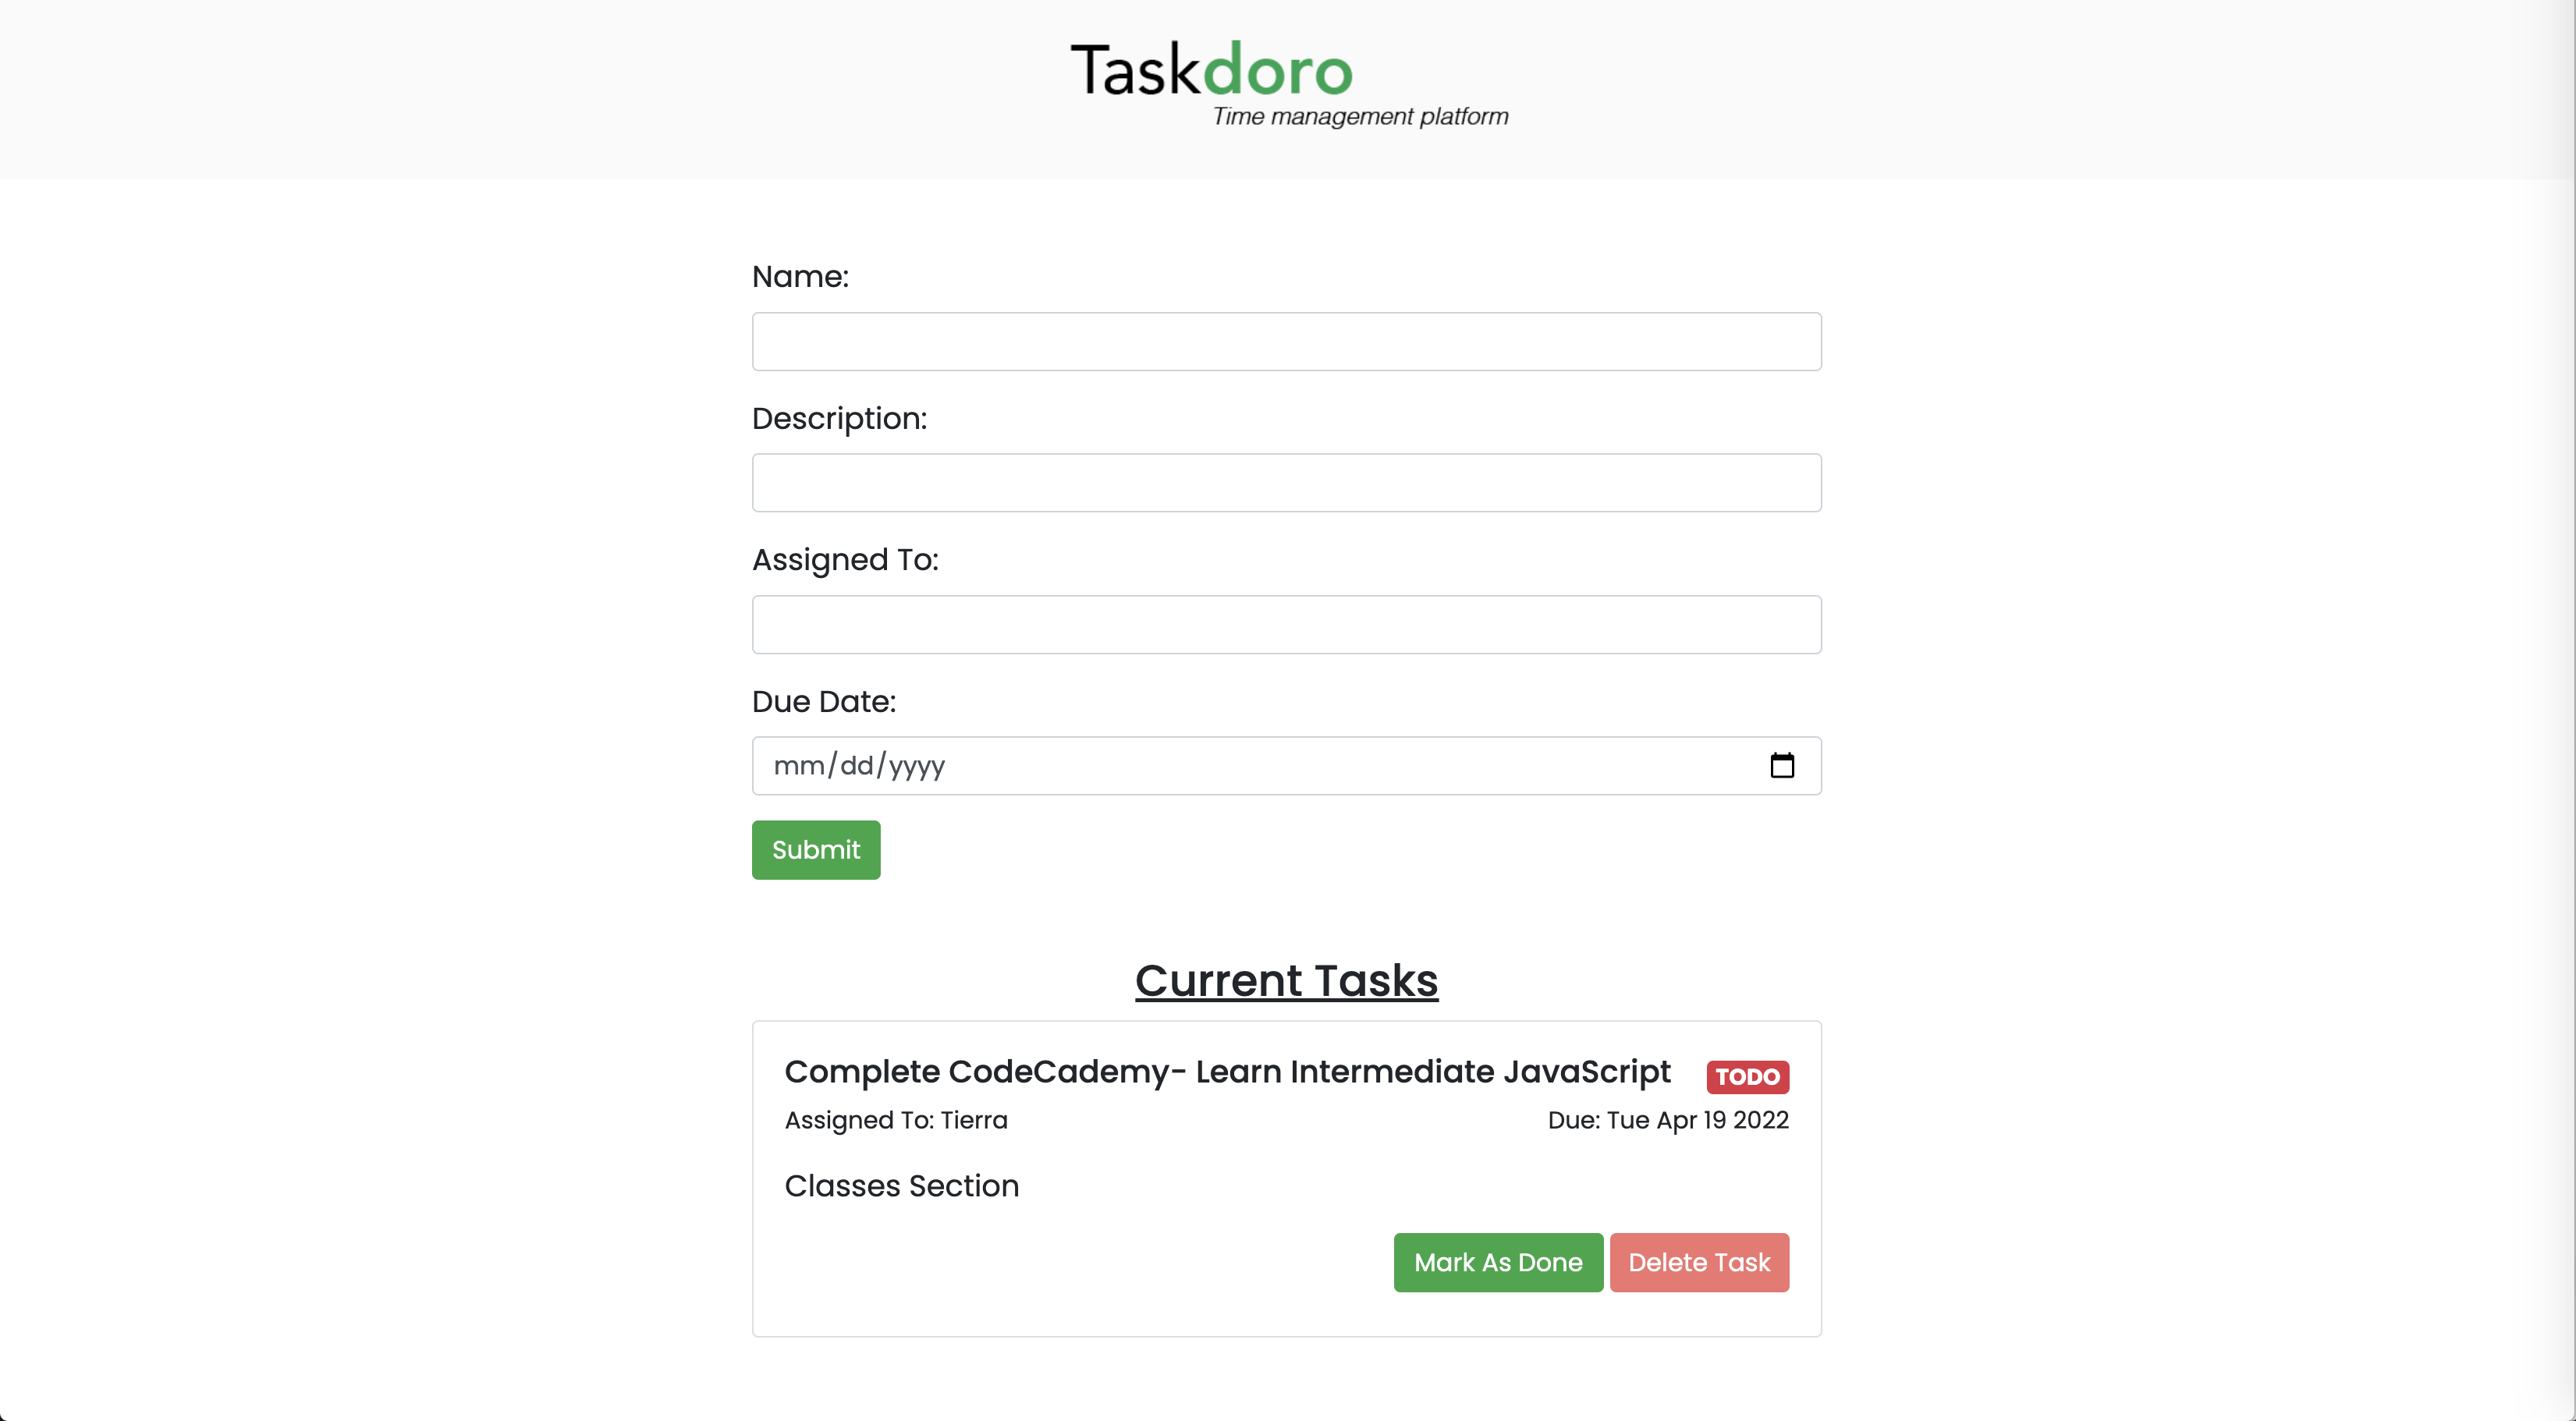 Taskdoro
Time management platform
Name:
Description:
Assigned To:
Due Date:
mm/dd/yyyy
Submit
Current Tasks
Complete CodeCademy- Learn Intermediate JavaScript TODO
Assigned To: Tierra Due: Tue Apr 19 2022
Classes Section
Mark As Done Delete Task